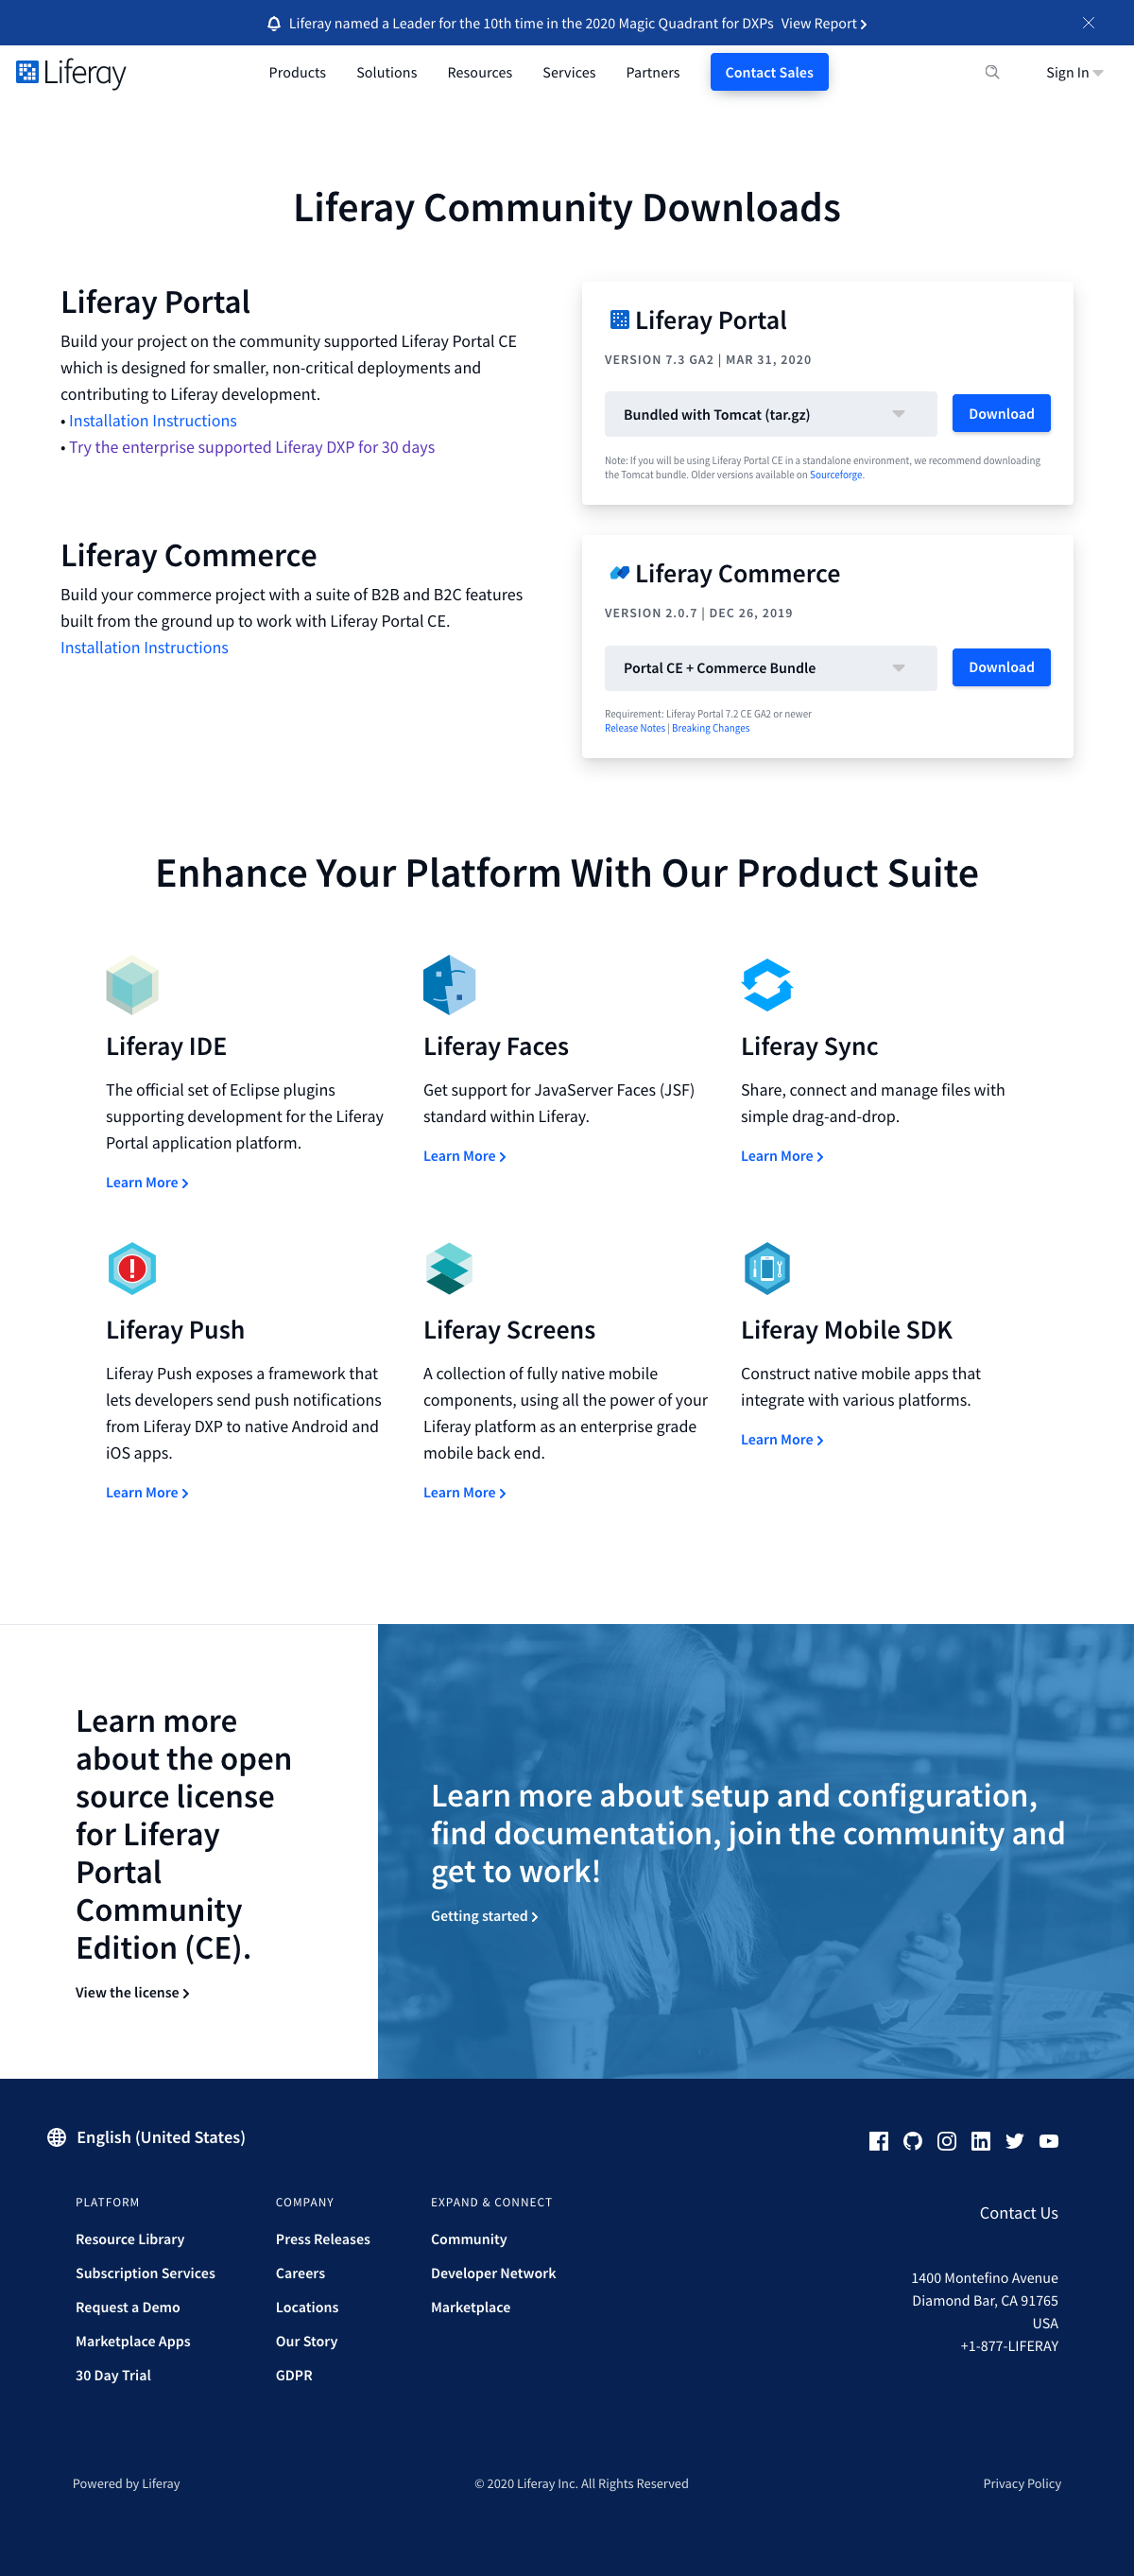 Liferay named a Leader for the 10th time in the 2020 Magic Quadrant for DXPs View Report
Liferay
Products Solutions Resources Services Partners Contact Sales Sign In
Liferay Community Downloads
Liferay Portal
Build your project on the community supported Liferay Portal CE
which is designed for smaller, non-critical deployments and
contributing to Liferay development.
• Installation Instructions
• Try the enterprise supported Liferay DXP for 30 days
Liferay Portal
VERSION 7.3 GA2 | MAR 31, 2020
Bundled with Tomcat (tar.gz) Download
Note: If you will be using Liferay Portal CE in a standalone environment, we recommend downloading
the Tomcat bundle. Older versions available on Sourceforge.
Liferay Commerce
Build your commerce project with a suite of B2B and B2C features
built from the ground up to work with Liferay Portal CE.
Installation Instructions
Liferay Commerce
VERSION 2.0.7 | DEC 26, 2019
Portal CE + Commerce Bundle Download
Requirement: Liferay Portal 7.2 CE GA2 or newer
Release Notes | Breaking Changes
Enhance Your Platform With Our Product Suite
Liferay IDE
The official set of Eclipse plugins
supporting development for the Liferay
Portal application platform.
Learn More
Liferay Faces
Get support for JavaServer Faces (JSF)
standard within Liferay.
Learn More
Liferay Sync
Share, connect and manage files with
simple drag-and-drop.
Learn More
Liferay Push
Liferay Push exposes a framework that
lets developers send push notifications
from Liferay DXP to native Android and
iOS apps.
Learn More
Liferay Screens
A collection of fully native mobile
components, using all the power of your
Liferay platform as an enterprise grade
mobile back end.
Learn More
Liferay Mobile SDK
Construct native mobile apps that
integrate with various platforms.
Learn More
Learn more
about the open
source license
for Liferay
Portal
Community
Edition (CE).
View the license
Learn more about setup and configuration,
find documentation, join the community and
get to work!
Getting started
English (United States)
PLATFORM
Resource Library
Subscription Services
Request a Demo
Marketplace Apps
30 Day Trial
COMPANY
Press Releases
Careers
Locations
Our Story
GDPR
EXPAND & CONNECT
Community
Developer Network
Marketplace
Contact Us
1400 Montefino Avenue
Diamond Bar, CA 91765
USA
+1-877-LIFERAY
Powered by Liferay
© 2020 Liferay Inc. All Rights Reserved
Privacy Policy